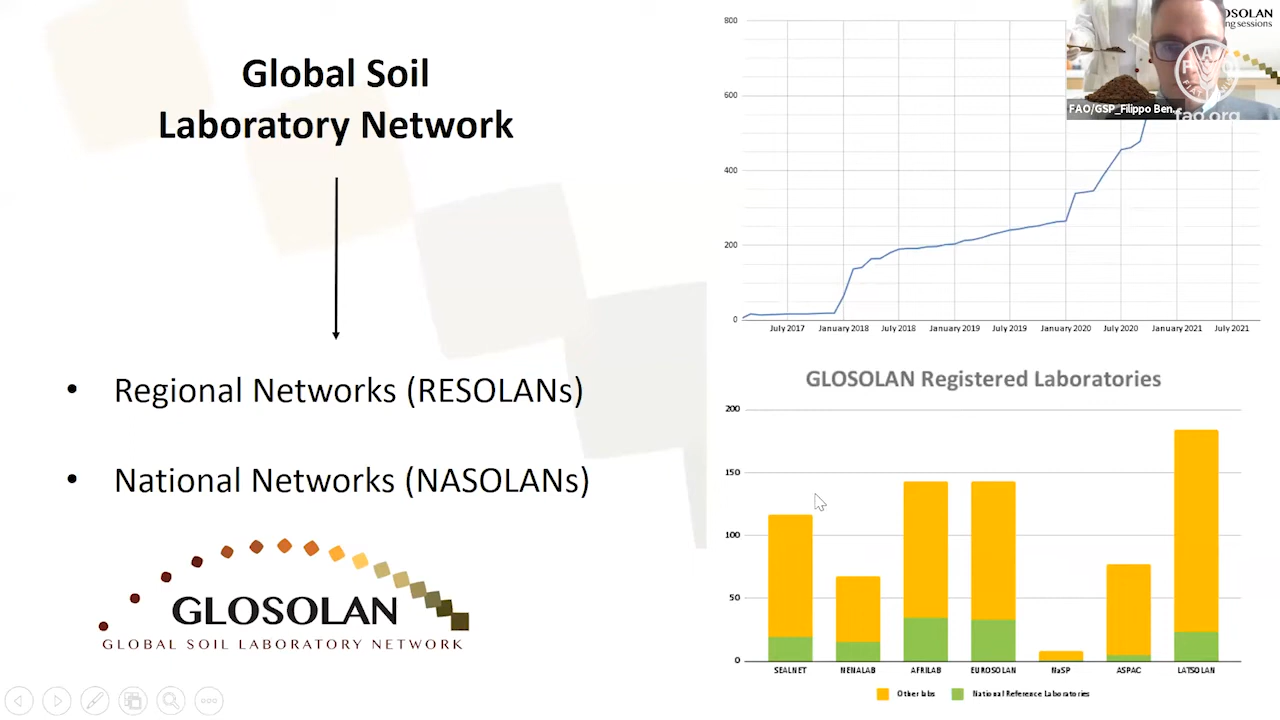 Global Soil
Laboratory Network
• Regional Networks (RESOLANs)
• National Networks (NASOLANs)
GLOSOLAN
GLOBAL SOIL LABORATORY NETWORK
800
600
400
200
0
July 2017 January 2018 July 2018 January 2019 July 2019 January 2020 July 2020 January 2021 July 2021
FAO/GSP_Filippo Ben...
fao.org
GLOSOLAN Registered Laboratories
200
150
100
50
0
SEALNET NENALAB AFRILAB EUROSOLAN NaSP ASPAC LATSOLAN
Other labs National Reference Laboratories